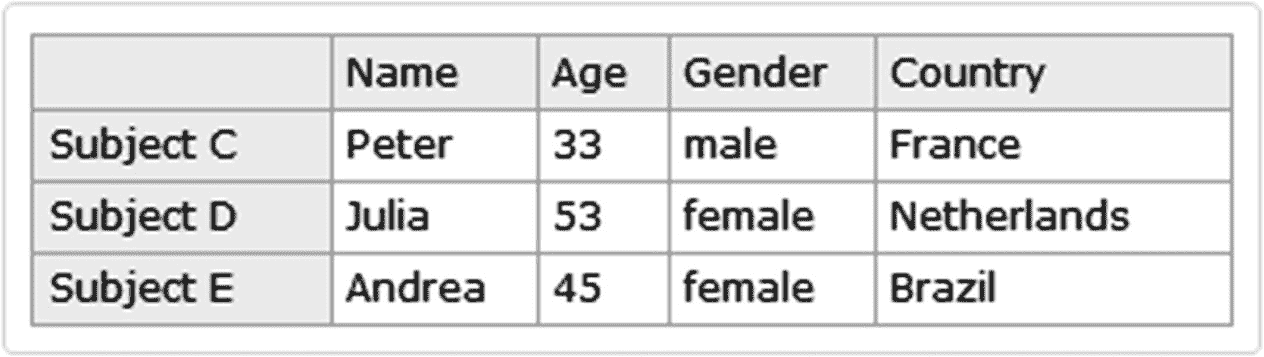 Name Age Gender Country
Subject C Peter 33 male France
Subject D Julia 53 female Netherlands
Subject E Andrea 45 female Brazil